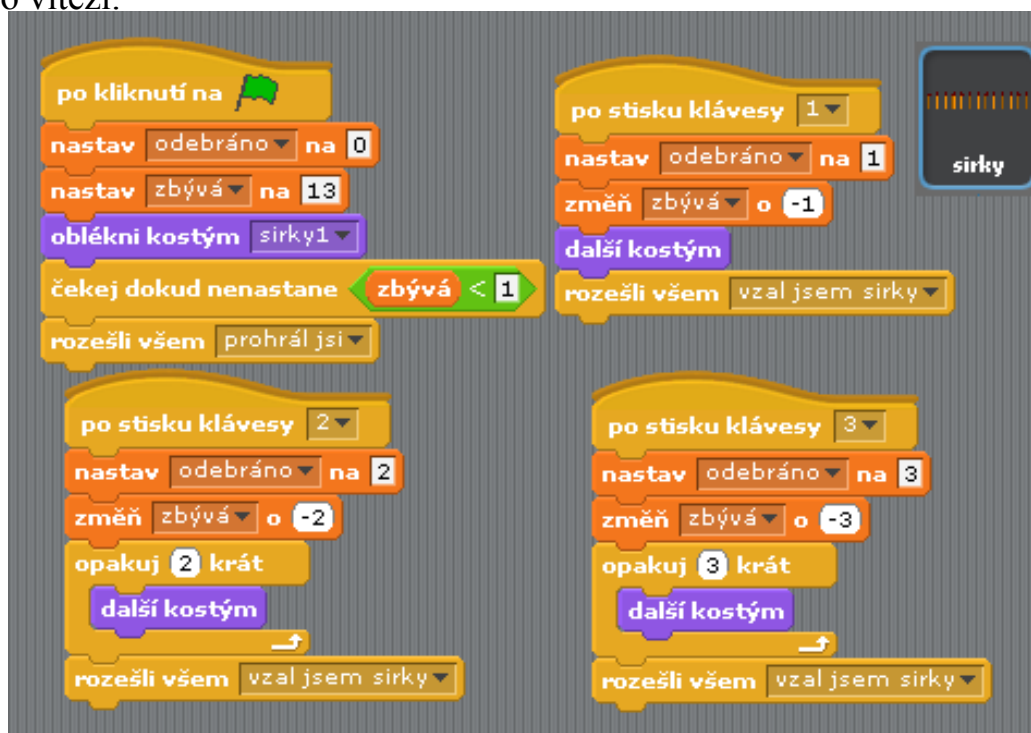 o vítězí.
po kliknutí na
nastav odebráno na 0
nastav zbývá na 13
oblékni kostým sirky1
čekej dokud nenastane zbývá < 1
rozešli všem prohrál jsi
po stisku klávesy 1
nastav odebráno na 1
změň zbývá o -1
další kostým
rozešli všem vzal jsem sirky
sirky
po stisku klávesy 2
nastav odebráno na 2
změň zbývá o -2
opakuj 2 krát
další kostým
rozešli všem vzal jsem sirky
po stisku klávesy 3
nastav odebráno na 3
změň zbývá o -3
opakuj 3 krát
další kostým
rozešli všem vzal jsem sirky